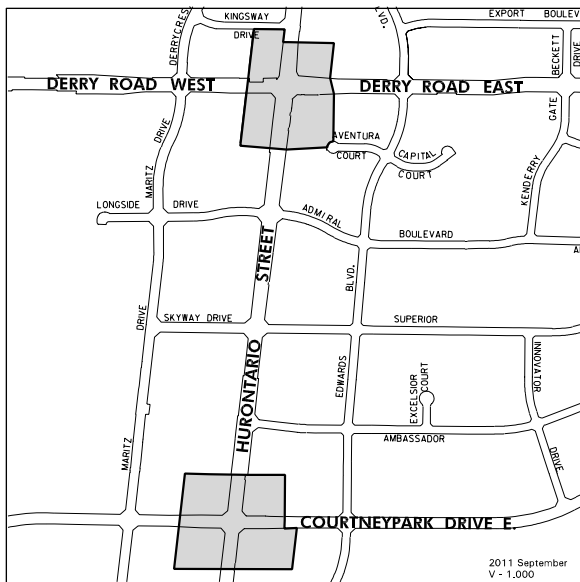 KINGSWAY
DRIVE
DERRYCRES
BLVD.
EXPORT BOULEV
BECKETT
DRIVE
DERRY ROAD WEST
DERRY ROAD EAST
GATE
AVENTURA
COURT
CAPITAL
COURT
DRIVE
MARITZ
KENDERRY
LONGSIDE DRIVE
ADMIRAL
BOULEVARD
A
STREET
BLVD.
DRIVE
SKYWAY DRIVE
SUPERIOR
HURONTARIO
EDWARDS
EXCELSIOR
COURT
INNOVATOR
DRIVE
AMBASSADOR
MARITZ
COURTNEYPARK DRIVE E.
2011 September
V - 1,000